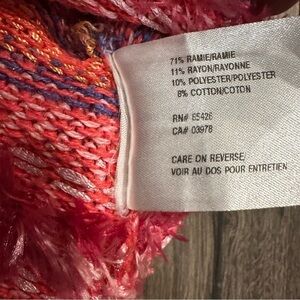 71% RAMIE/RAMIE
11% RAYON/RAYONNE
10% POLYESTER/POLYESTER
8% COTTON/COTON
RN# 65426
CA# 03978
CARE ON REVERSE
VOIR AU DOS POUR ENTRETIEN